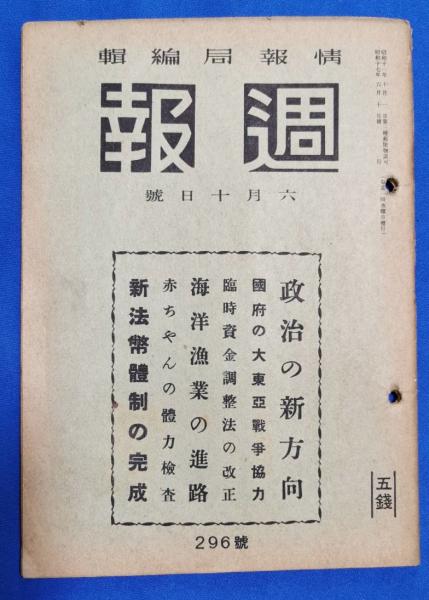 情報局編輯
週報
六月十日號
政治の新方向
國府の大東亞戰爭協力
臨時資金調整法の改正
海洋漁業の進路
赤ちやんの體力檢査
新法幣體制の完成
五錢
296號